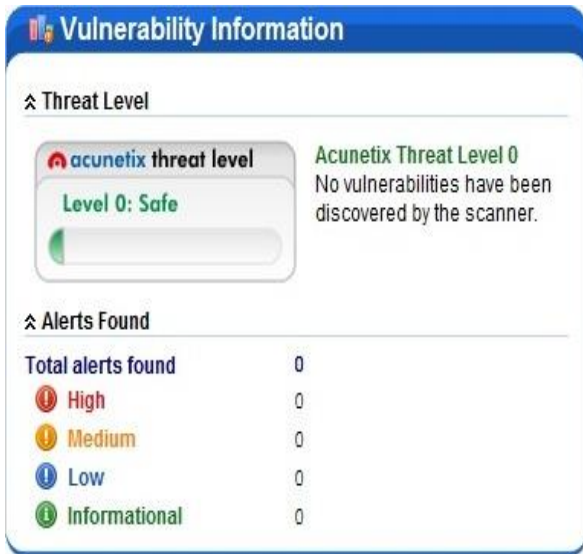 Vulnerability Information
Threat Level
acunetix threat level
Level 0: Safe
Acunetix Threat Level 0
No vulnerabilities have been
discovered by the scanner.
Alerts Found
Total alerts found 0
High 0
Medium 0
Low 0
Informational 0